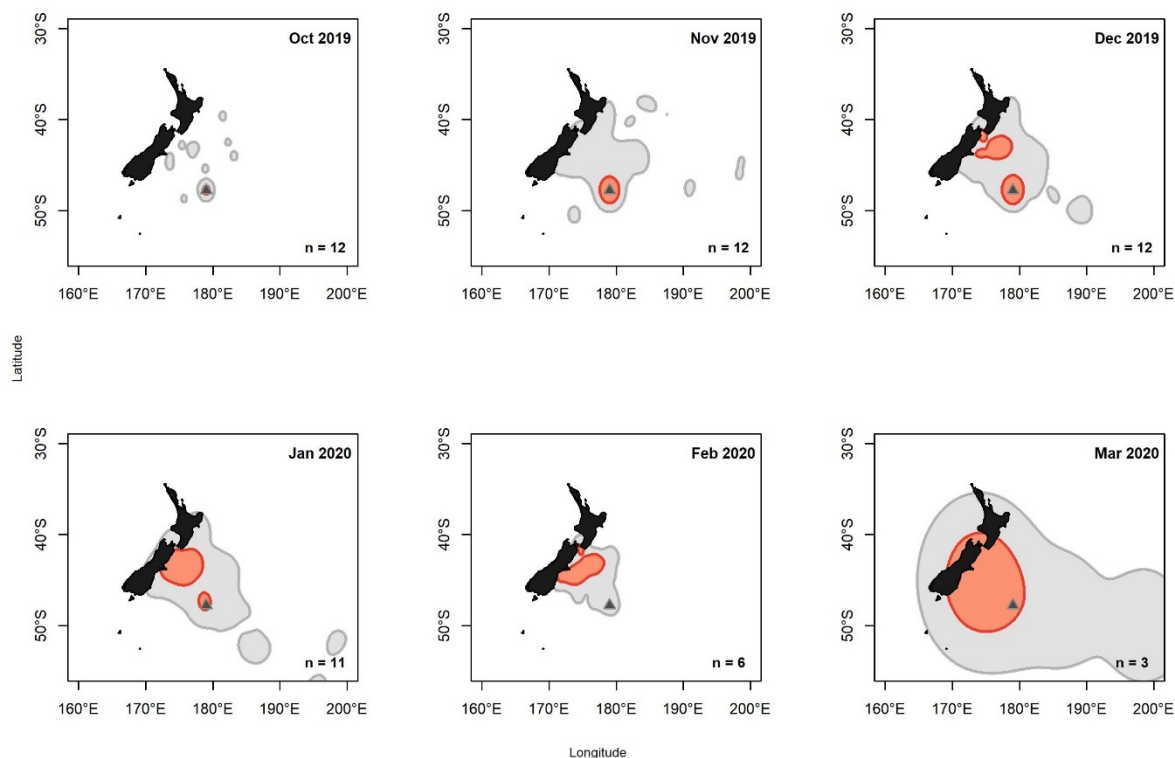 Oct 2019
Nov 2019
Dec 2019
30°S
40°S
50°S
30°S
40°S
50°S
30°S
40°S
50°S
n = 12
n = 12
n = 12
160°E 170°E 180°E 190°E 200°E
160°E 170°E 180°E 190°E 200°E
160°E 170°E 180°E 190°E 200°E
Latitude
Jan 2020
Feb 2020
Mar 2020
30°S
40°S
50°S
30°S
40°S
50°S
30°S
40°S
50°S
n = 11
n = 6
n = 3
160°E 170°E 180°E 190°E 200°E
160°E 170°E 180°E 190°E 200°E
160°E 170°E 180°E 190°E 200°E
Longitude